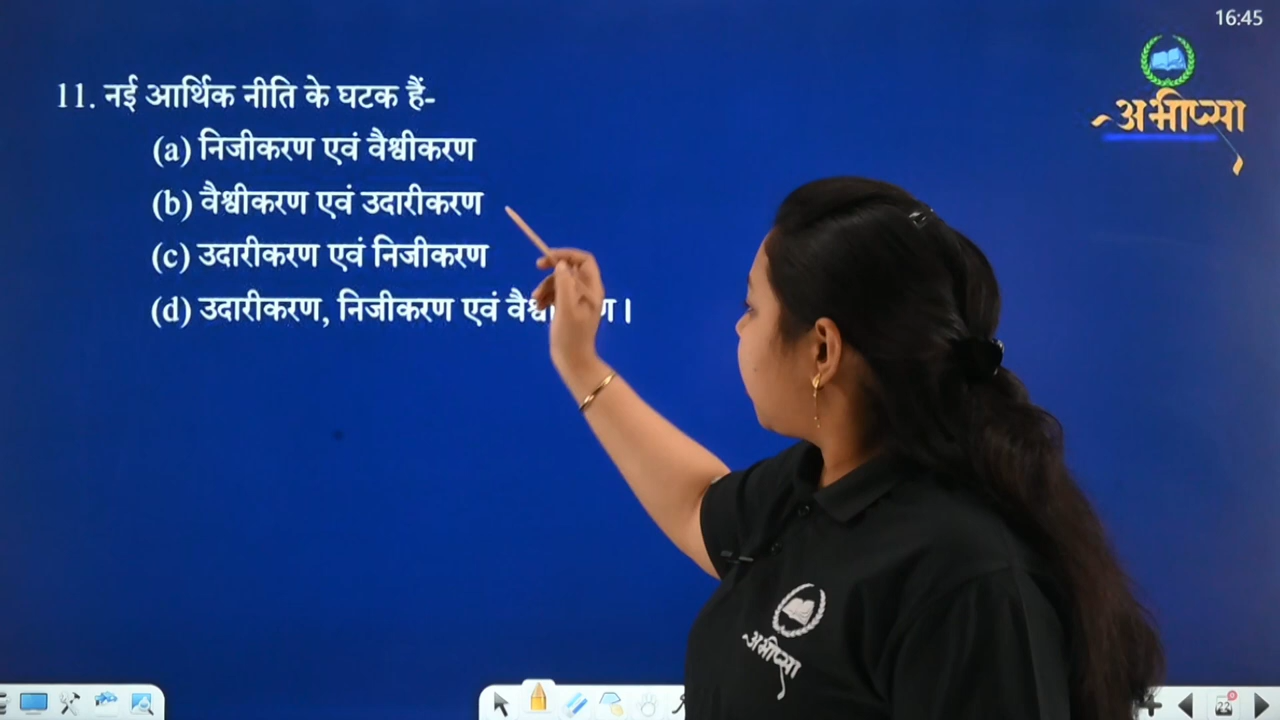 16:45
अभीप्सा
11. नई आर्थिक नीति के घटक हैं-
(a) निजीकरण एवं वैश्वीकरण
(b) वैश्वीकरण एवं उदारीकरण
(c) उदारीकरण एवं निजीकरण
(d) उदारीकरण, निजीकरण एवं
अभीप्सा
22